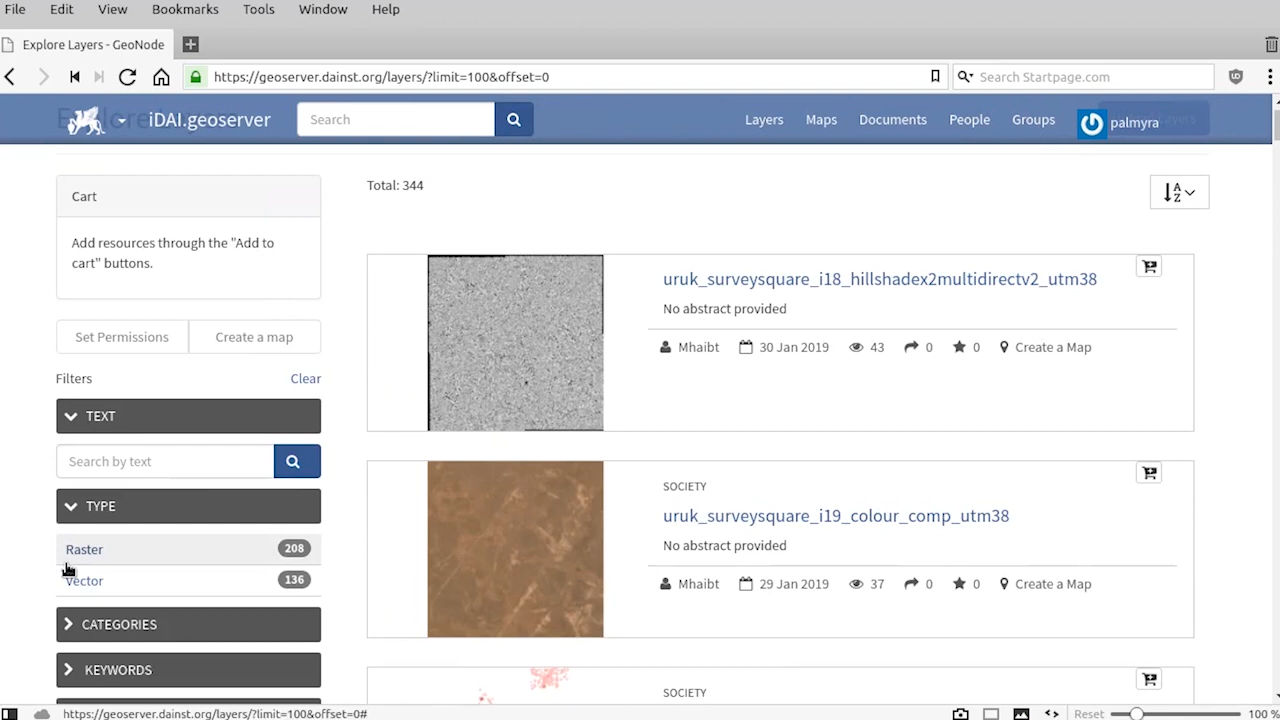 File Edit View Bookmarks Tools Window Help
Explore Layers - GeoNode
https://geoserver.dainst.org/layers/?limit=100&offset=0
Search Startpage.com
iDAI.geoserver
Search
Layers Maps Documents People Groups palmyra
Cart
Total: 344
Add resources through the "Add to
cart" buttons.
Set Permissions Create a map
Filters Clear
TEXT
Search by text
TYPE
Raster 208
Vector 136
CATEGORIES
KEYWORDS
uruk_surveysquare_i18_hillshadex2multidirectv2_utm38
No abstract provided
Mhaibt 30 Jan 2019 43 0 0 Create a Map
SOCIETY
uruk_surveysquare_i19_colour_comp_utm38
No abstract provided
Mhaibt 29 Jan 2019 37 0 0 Create a Map
SOCIETY
https://geoserver.dainst.org/layers/?limit=100&offset=0#
Reset 100 %